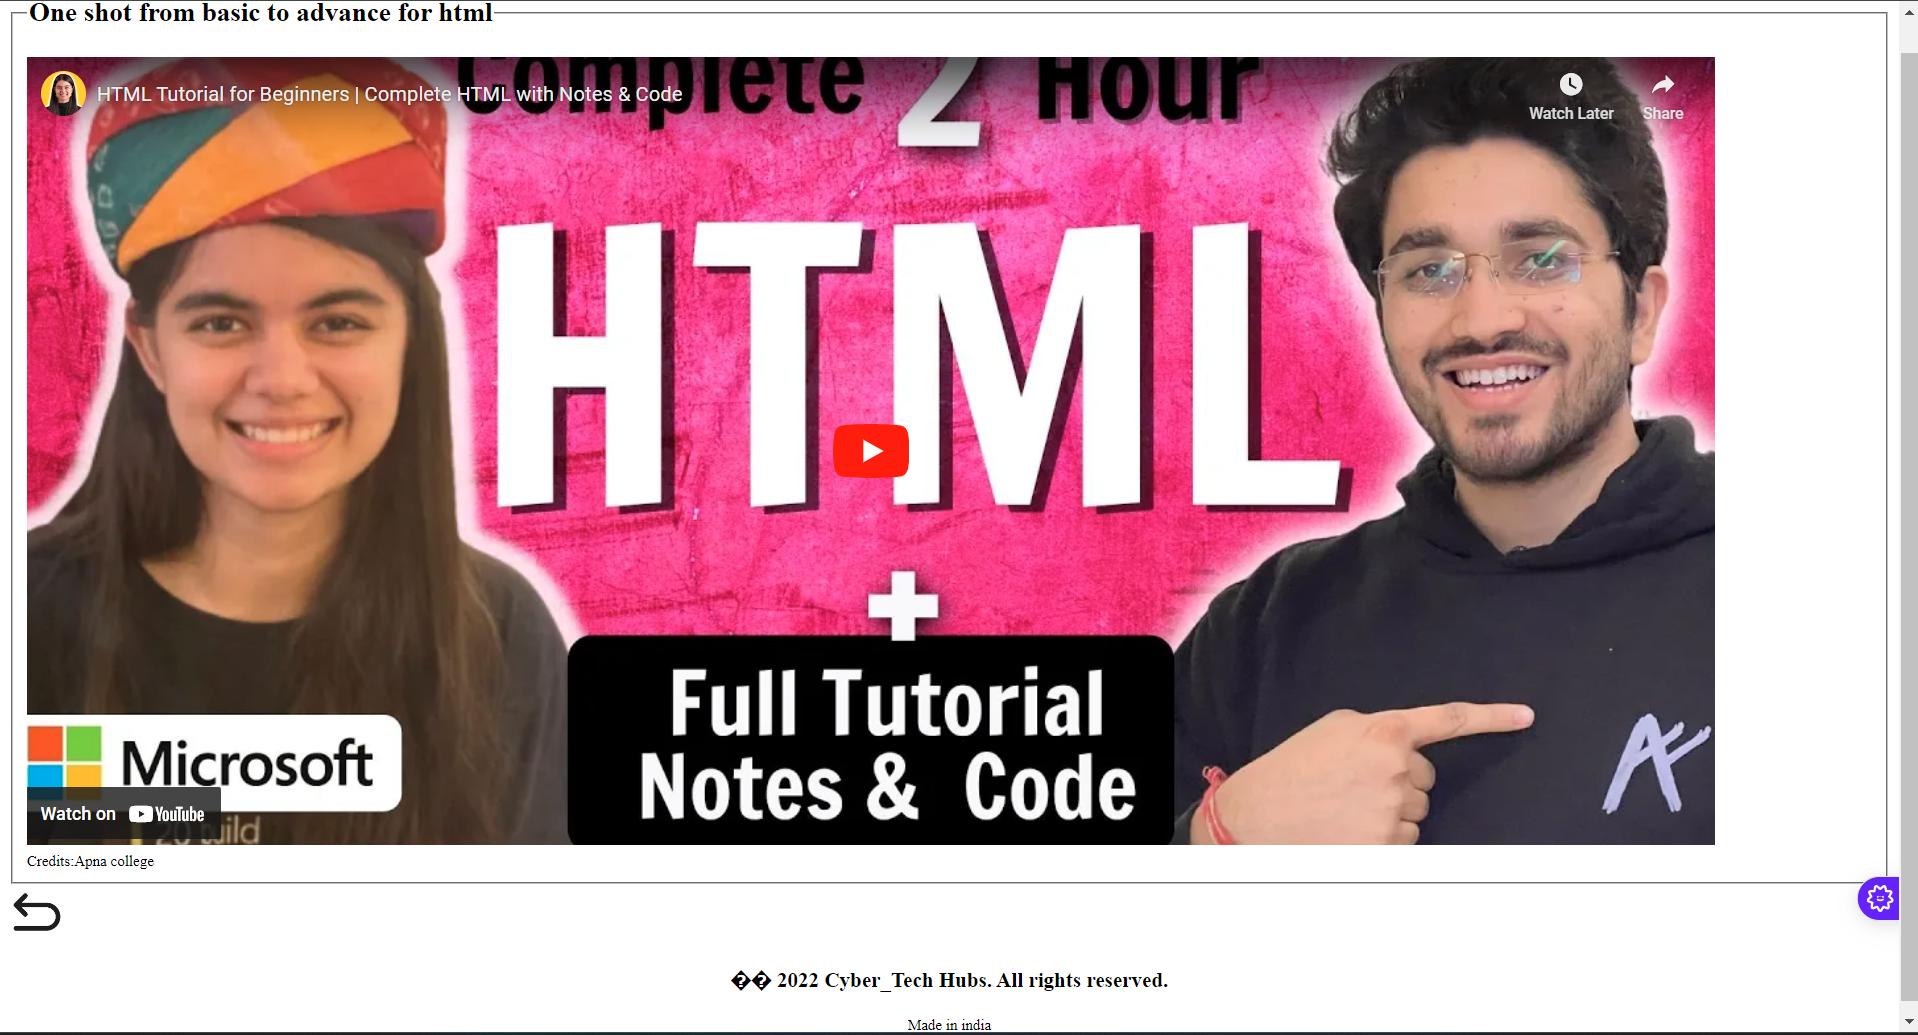 One shot from basic to advance for html
HTML Tutorial for Beginners | Complete HTML with Notes & Code
Watch Later
Share
Complete 2 Hour
HTML
+
Full Tutorial
Notes & Code
Microsoft
Watch on YouTube
Credits:Apna college
�� 2022 Cyber_Tech Hubs. All rights reserved.
Made in india